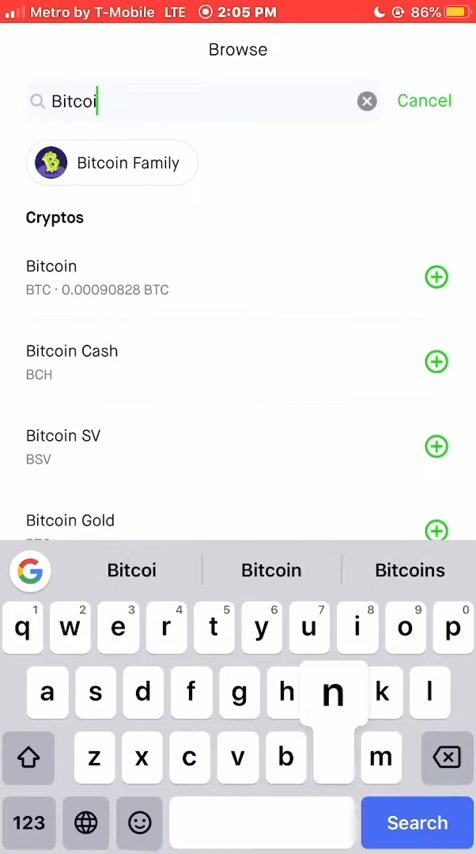 Metro by T-Mobile LTE 2:05 PM 86%
Browse
Bitcoi Cancel
Bitcoin Family
Cryptos
Bitcoin
BTC · 0.00090828 BTC
Bitcoin Cash
BCH
Bitcoin SV
BSV
Bitcoin Gold
Bitcoi Bitcoin Bitcoins
1 2 3 4 5 6 7 8 9 0
q w e r t y u i o p
a s d f g h n k l
z x c v b m
123 Search